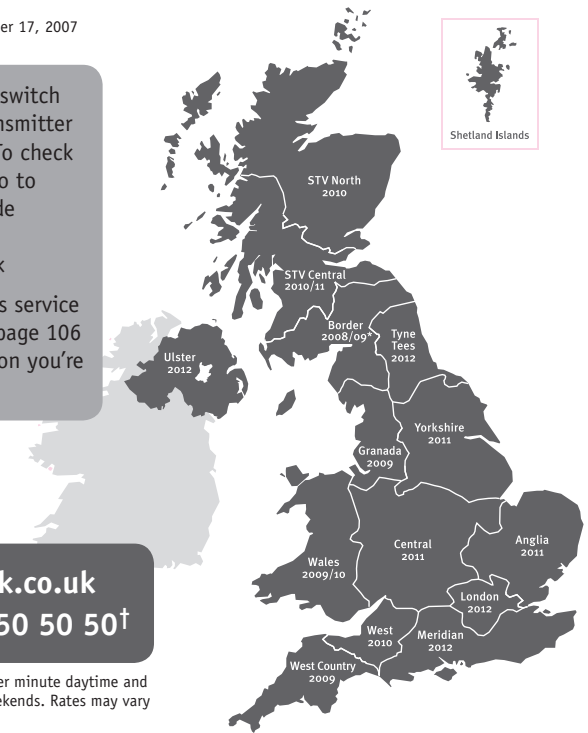 er 17, 2007
switch
nsmitter
To check
o to
de
k
s service
page 106
on you're
k.co.uk
50 50 50†
er minute daytime and
ekends. Rates may vary
Shetland Islands
STV North
2010
STV Central
2010/11
Border
2008/09*
Tyne
Tees
2012
Ulster
2012
Granada
2009
Yorkshire
2011
Wales
2009/10
Central
2011
Anglia
2011
London
2012
West
2010
Meridian
2012
West Country
2009